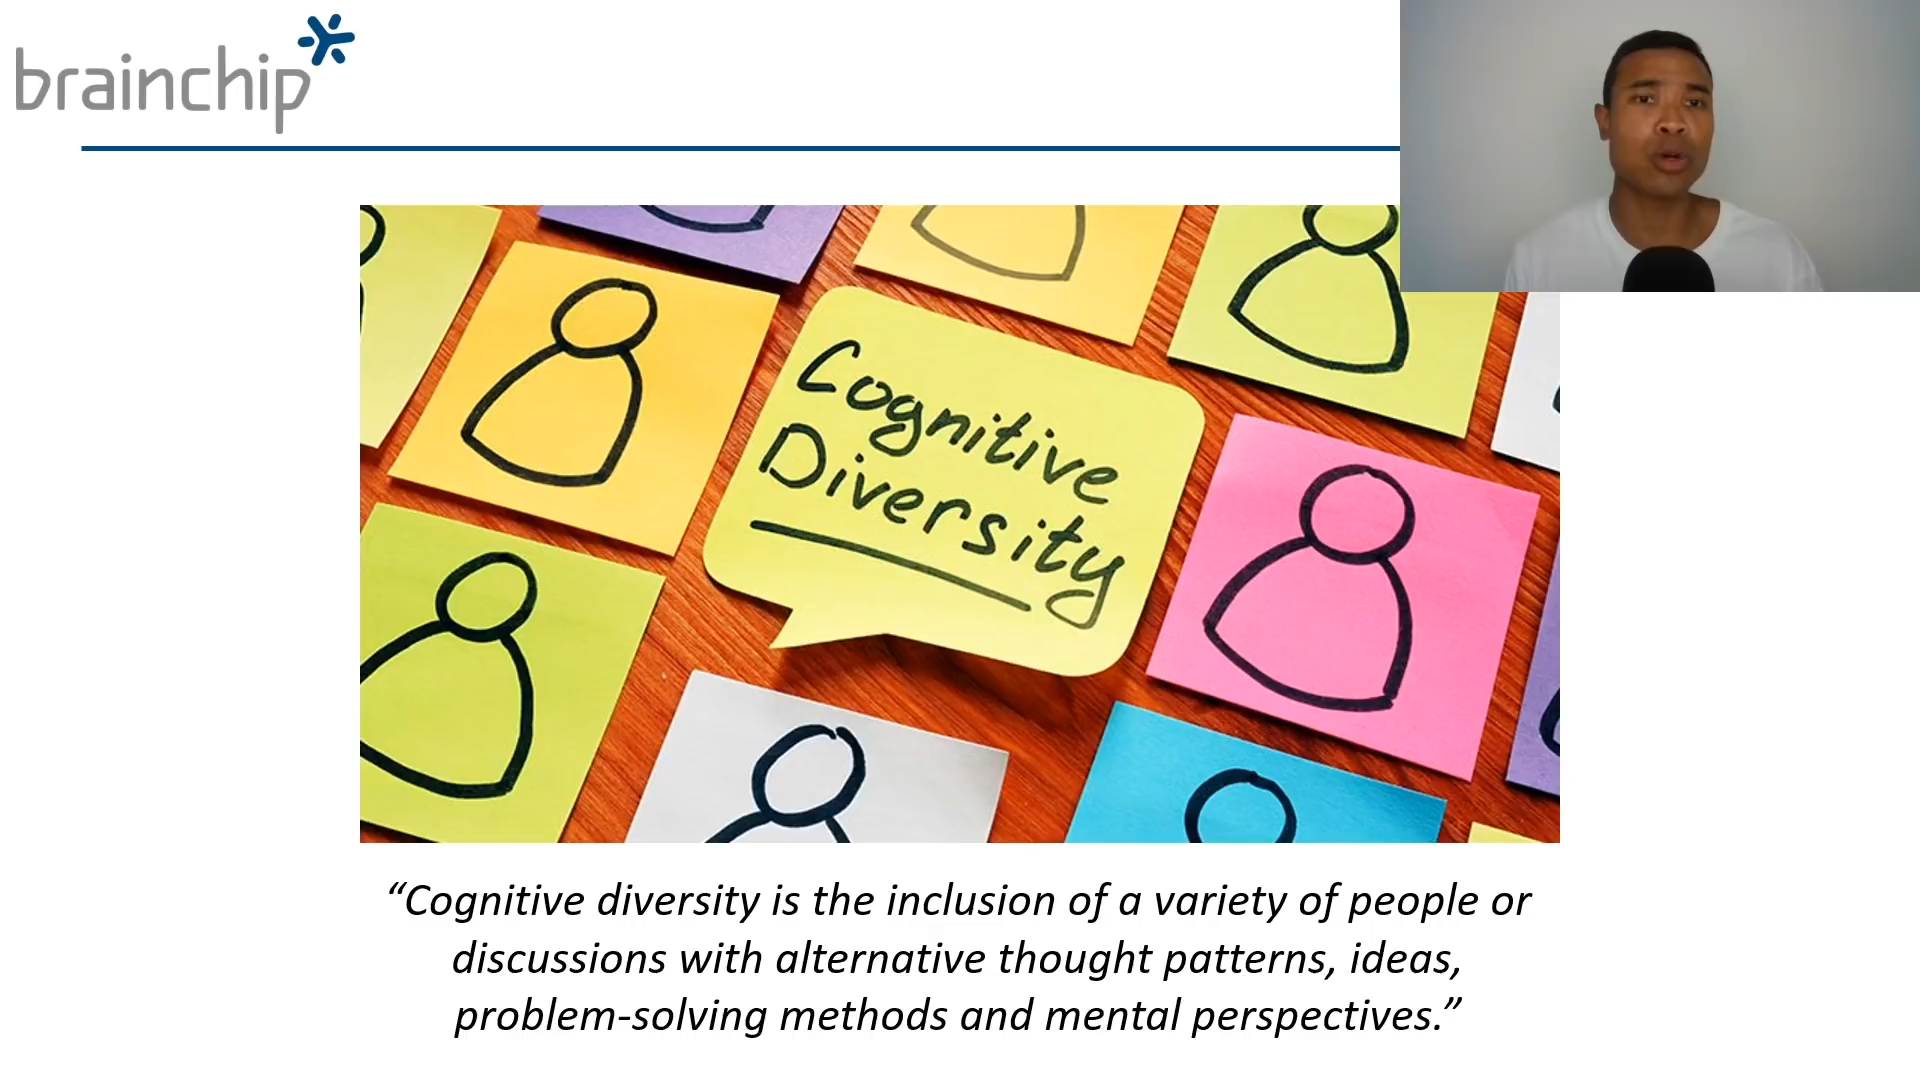 brainchip
Cognitive
Diversity
“Cognitive diversity is the inclusion of a variety of people or
discussions with alternative thought patterns, ideas,
problem-solving methods and mental perspectives.”